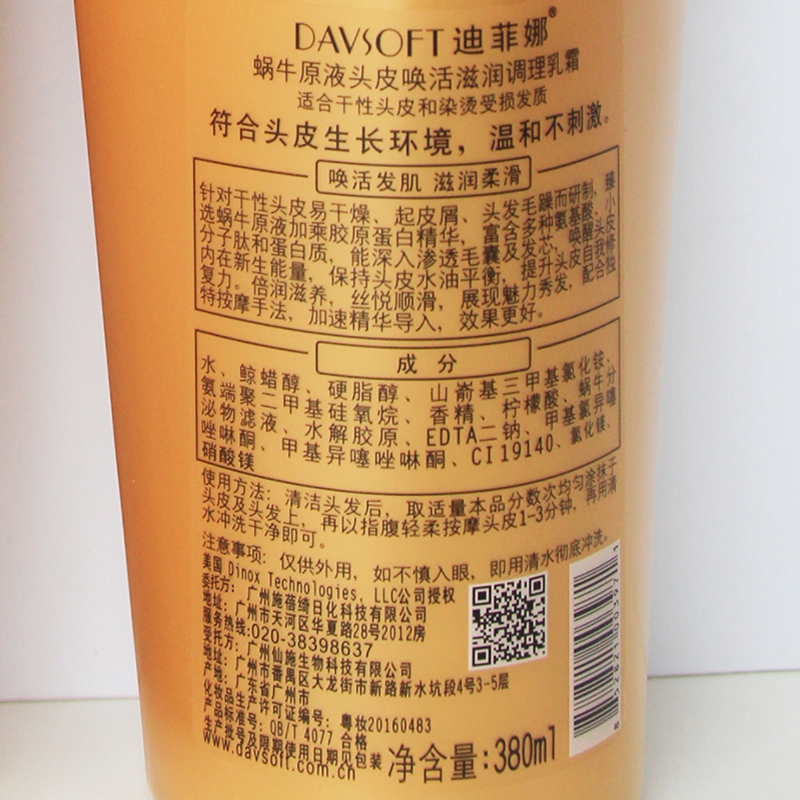 DAVSOFT 迪菲娜®
蜗牛原液头皮唤活滋润调理乳霜
适合干性头皮和染烫受损发质
符合头皮生长环境，温和不刺激。
唤活发肌 滋润柔滑
针对干性头皮易干燥、起皮屑、头发毛躁而研制，臻
选蜗牛原液加乘胶原蛋白精华，富含多种氨基酸、小
分子肽和蛋白质，能深入渗透毛囊及发芯，唤醒头皮
内在新生能量，保持头皮水油平衡，提升头皮自我修
复力。倍润滋养，丝悦顺滑，展现魅力秀发，配合独
特按摩手法，加速精华导入，效果更好。
成 分
水、鲸蜡醇、硬脂醇、山嵛基三甲基氯化铵、
氨端聚二甲基硅氧烷、香精、柠檬酸、蜗牛分
泌物滤液、水解胶原、EDTA二钠、甲基氯异噻
唑啉酮、甲基异噻唑啉酮、CI 19140、氯化镁、
硝酸镁
使用方法：清洁头发后，取适量本品分数次均匀涂抹于
头皮及头发上，再以指腹轻柔按摩头皮1-3分钟，再用清
水冲洗干净即可。
注意事项：仅供外用，如不慎入眼，即用清水彻底冲洗。
美国 Dinox Technologies, LLC公司授权
委托方：广州施蓓绮日化科技有限公司
地址：广州市天河区华夏路28号2012房
服务热线:020-38398637
受托方：广州仙施生物科技有限公司
地址：广州市番禺区大龙街市新路新水坑段4号3-5层
产地：广东省广州市
化妆品生产许可证编号：粤妆20160483
产品标准号：QB/T 4077 合格
生产批号及限期使用日期见包装
www.davsoft.com.cn
净含量:380ml